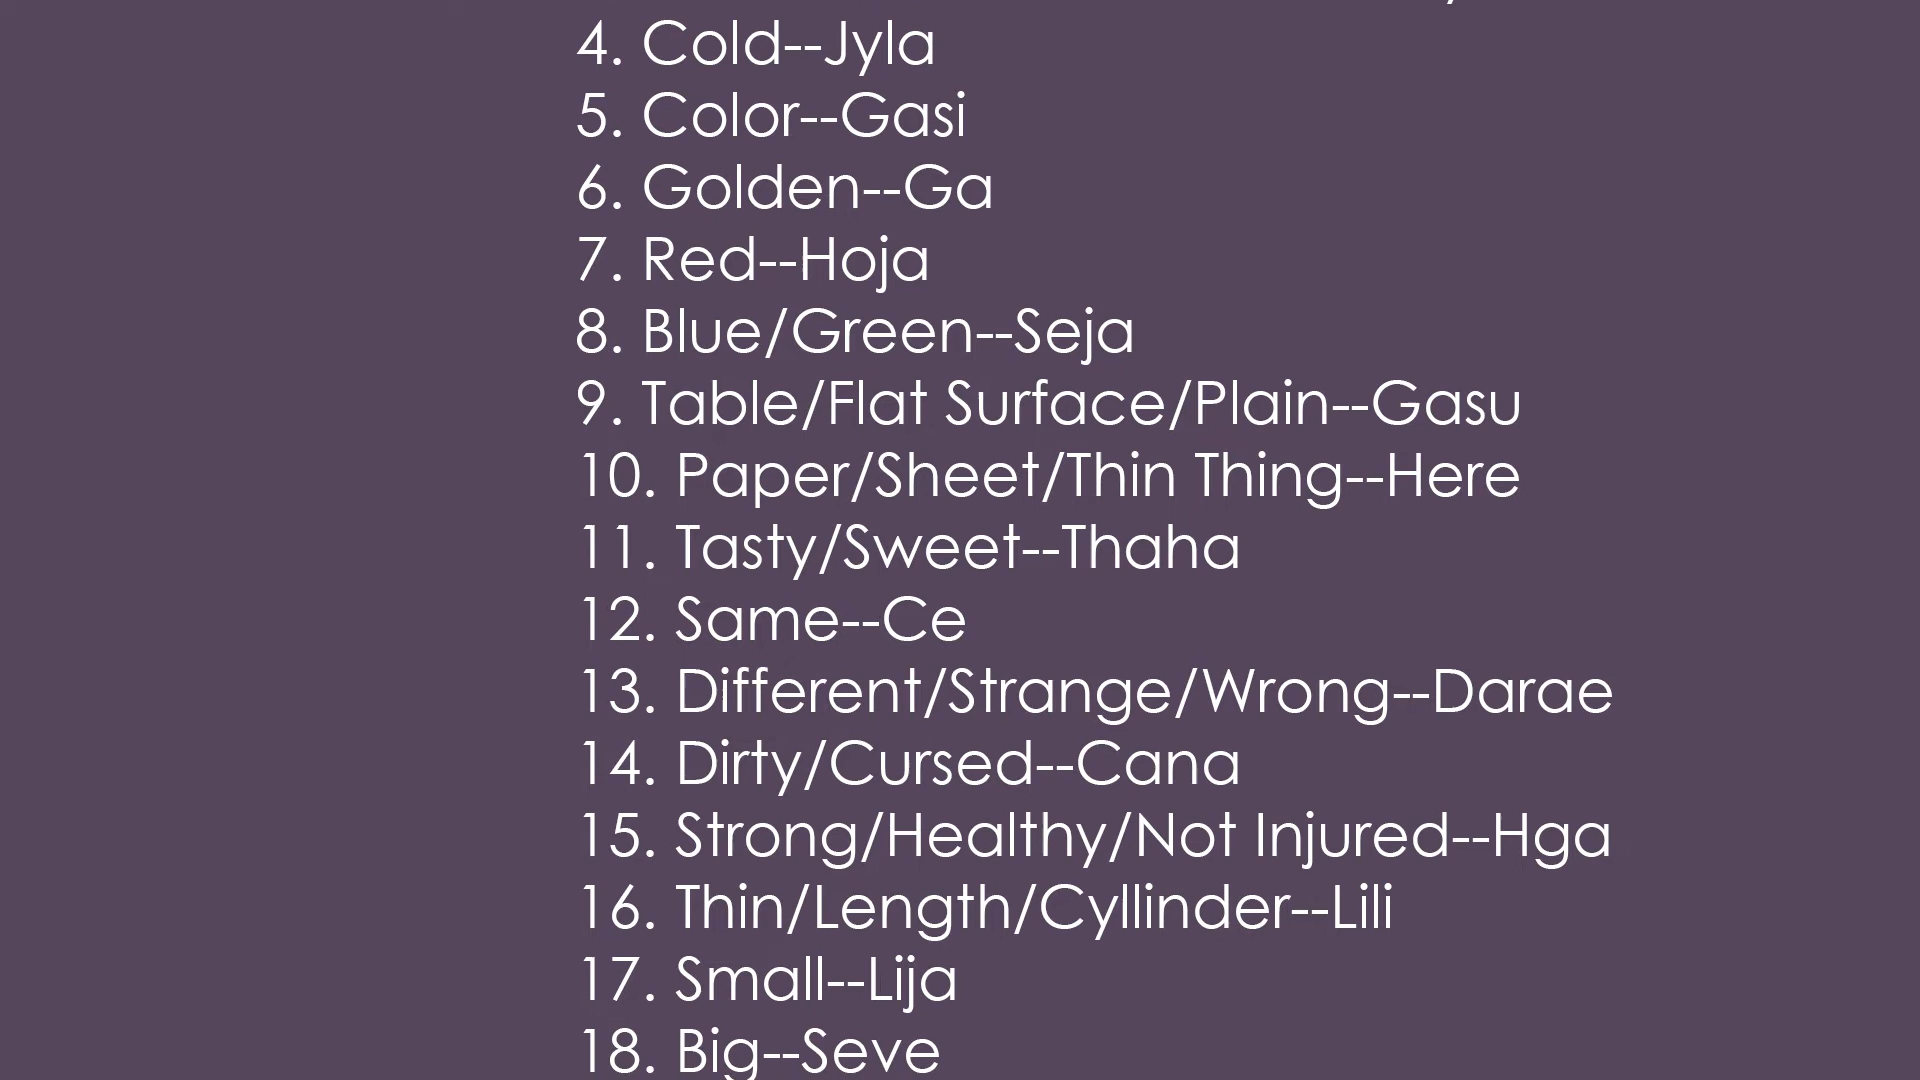 4. Cold--Jyla
5. Color--Gasi
6. Golden--Ga
7. Red--Hoja
8. Blue/Green--Seja
9. Table/Flat Surface/Plain--Gasu
10. Paper/Sheet/Thin Thing--Here
11. Tasty/Sweet--Thaha
12. Same--Ce
13. Different/Strange/Wrong--Darae
14. Dirty/Cursed--Cana
15. Strong/Healthy/Not Injured--Hga
16. Thin/Length/Cyllinder--Lili
17. Small--Lija
18. Big--Seve